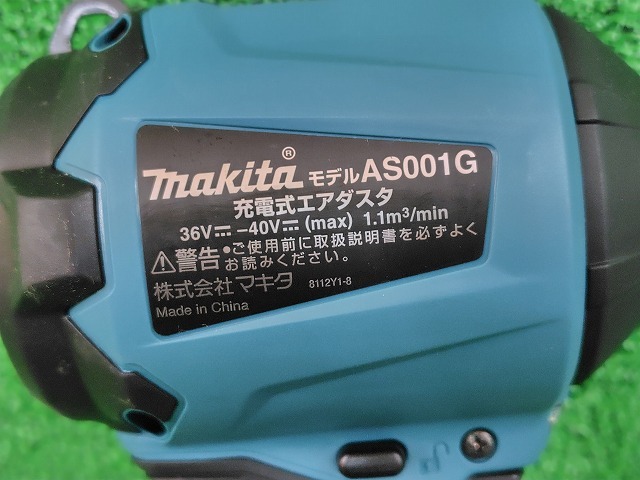 makita® モデルAS001G
充電式エアダスタ
36V⎓ -40V⎓ (max) 1.1m³/min
⚠警告●ご使用前に取扱説明書を必ずよくお読みください。
株式会社 マキタ 8112Y1-8
Made in China